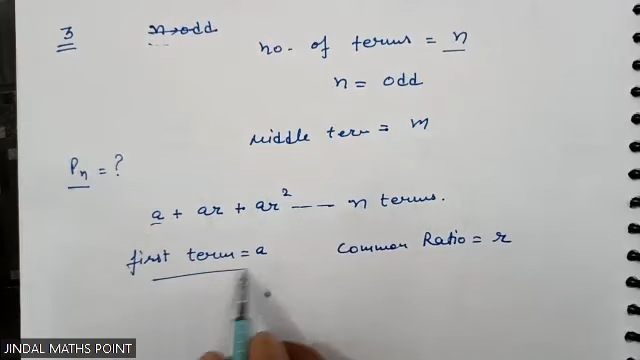 3 n→odd
no. of terms = n
n = odd
Middle term = m
Pn = ?
a + ar + ar² -- n terms.
first term = a Common Ratio = r
JINDAL MATHS POINT